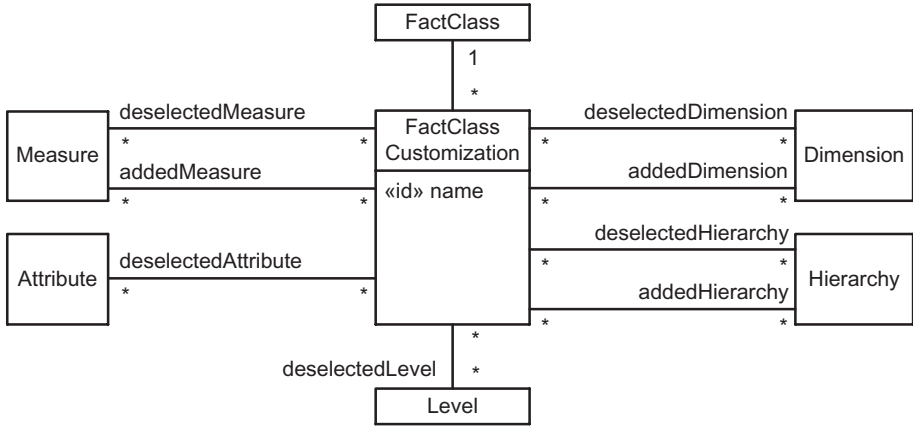 FactClass
1
*
deselectedMeasure
* *
addedMeasure
* *
Measure
FactClass
Customization
«id» name
deselectedDimension
* *
addedDimension
* *
Dimension
Attribute
deselectedAttribute
* *
deselectedHierarchy
* *
addedHierarchy
* *
Hierarchy
*
deselectedLevel *
Level